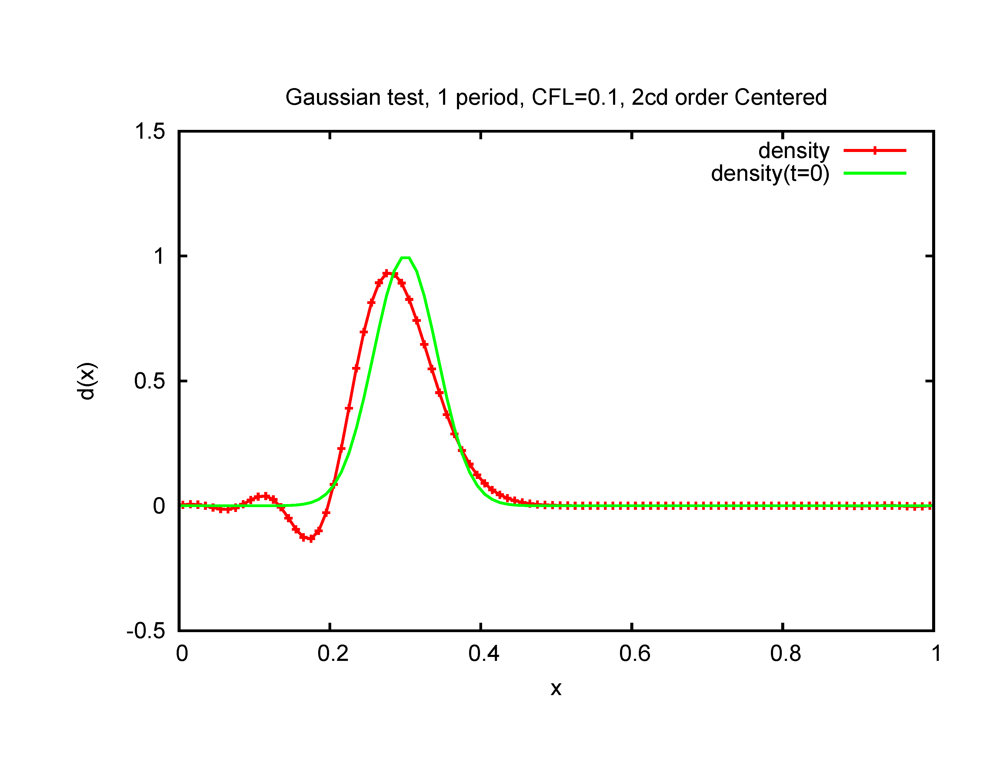 Gaussian test, 1 period, CFL=0.1, 2cd order Centered
1.5
density
density(t=0)
1
0.5
d(x)
0
-0.5
0 0.2 0.4 0.6 0.8 1
x